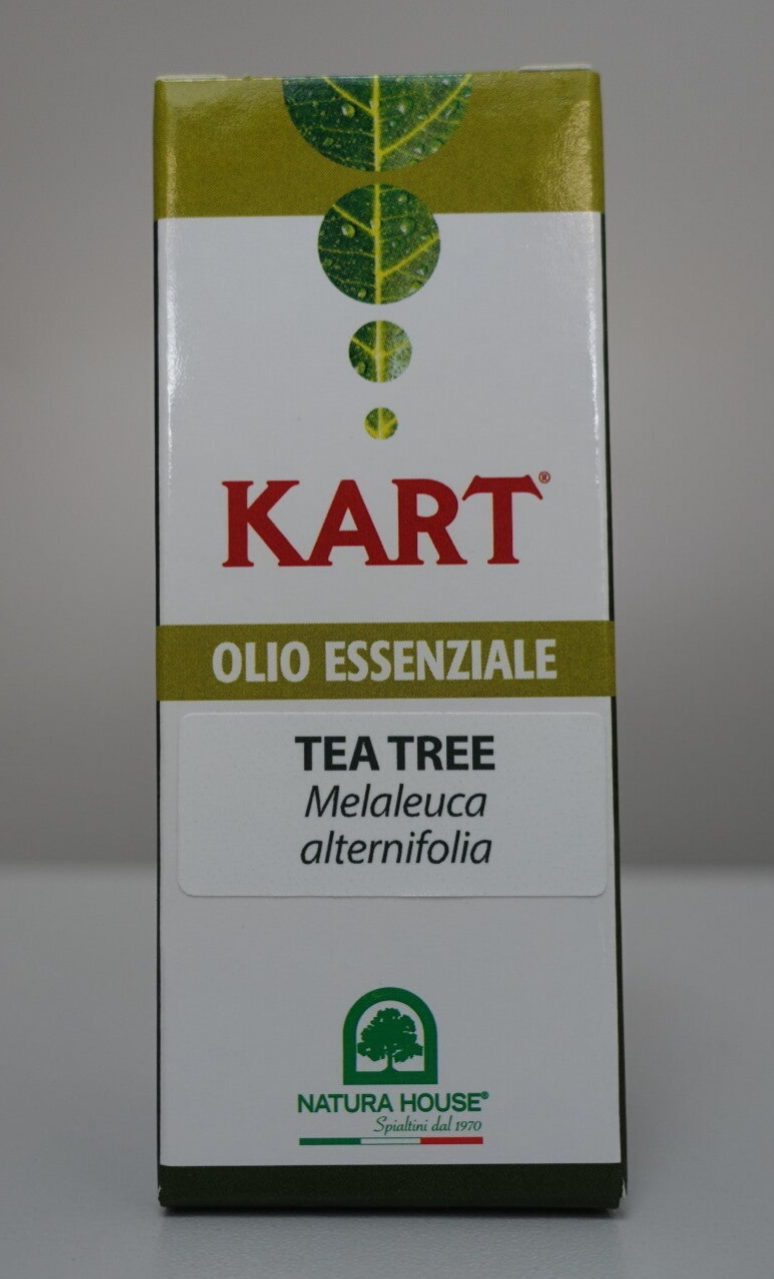 KART®
OLIO ESSENZIALE
TEA TREE
Melaleuca
alternifolia
NATURA HOUSE®
Spialtini dal 1970